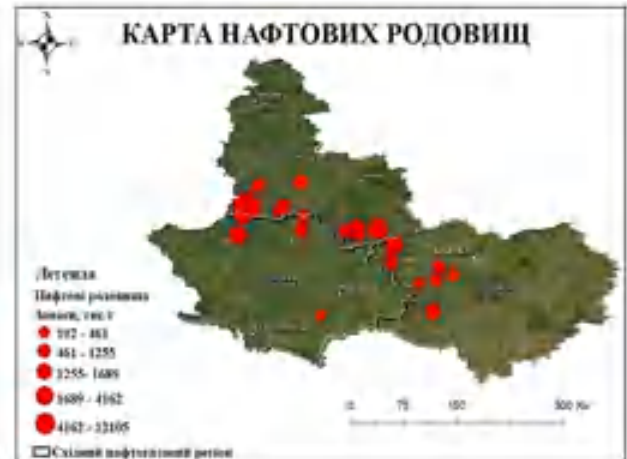 КАРТА НАФТОВИХ РОДОВИЩ
Легенда
Нафтові родовища
Запаси, тис.т
102 - 461
461 - 1255
1255- 1689
1689 - 4162
4162 - 12105
Східний нафтогазовий регіон
0 75 150 300 Км